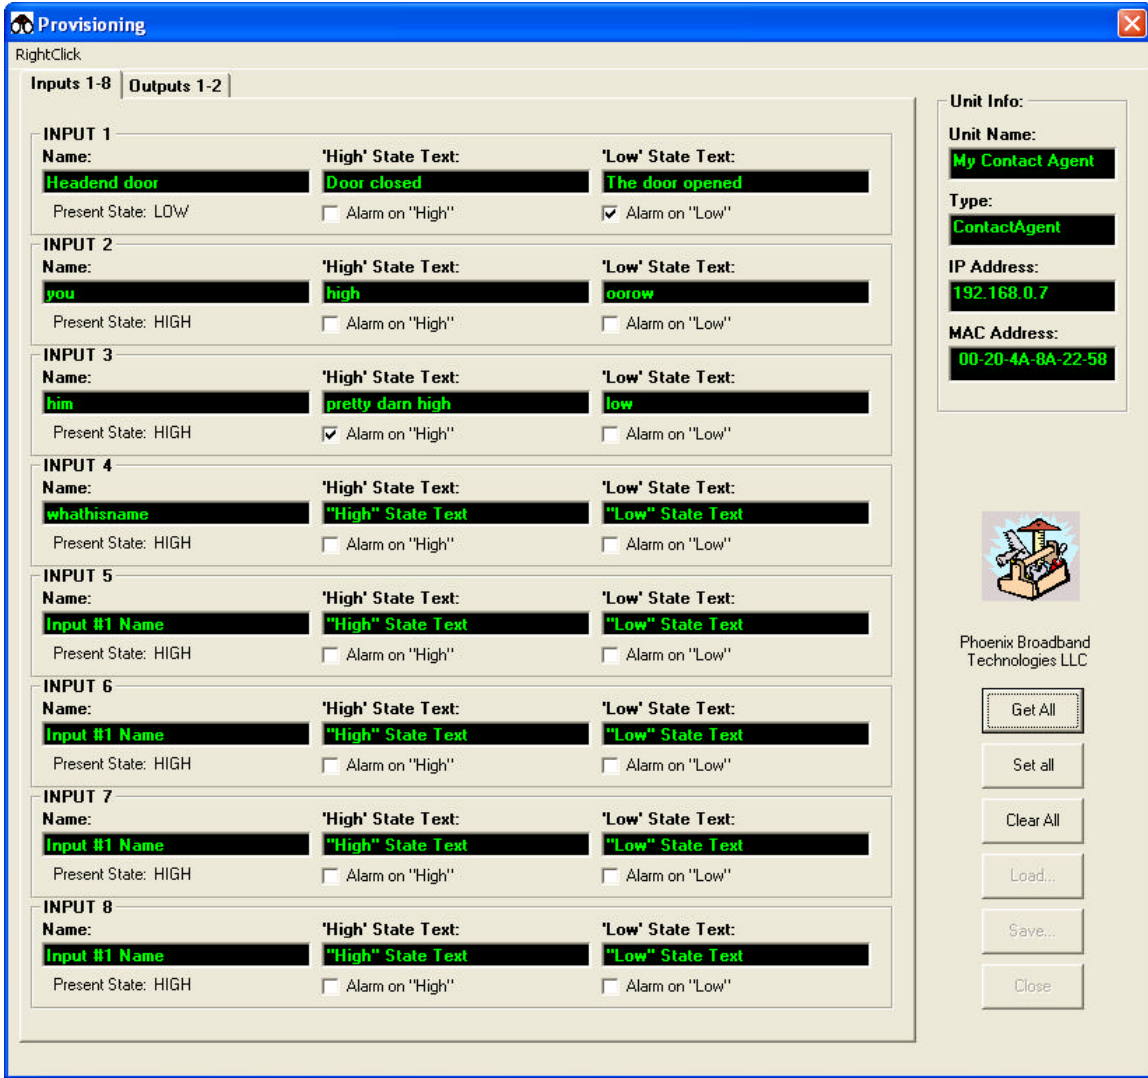 Provisioning
RightClick
Inputs 1-8 Outputs 1-2
INPUT 1
Name: 'High' State Text: 'Low' State Text:
Headend door Door closed The door opened
Present State: LOW Alarm on "High" Alarm on "Low"
INPUT 2
Name: 'High' State Text: 'Low' State Text:
you high oorow
Present State: HIGH Alarm on "High" Alarm on "Low"
INPUT 3
Name: 'High' State Text: 'Low' State Text:
him pretty darn high low
Present State: HIGH Alarm on "High" Alarm on "Low"
INPUT 4
Name: 'High' State Text: 'Low' State Text:
whathisname "High" State Text "Low" State Text
Present State: HIGH Alarm on "High" Alarm on "Low"
INPUT 5
Name: 'High' State Text: 'Low' State Text:
Input #1 Name "High" State Text "Low" State Text
Present State: HIGH Alarm on "High" Alarm on "Low"
INPUT 6
Name: 'High' State Text: 'Low' State Text:
Input #1 Name "High" State Text "Low" State Text
Present State: HIGH Alarm on "High" Alarm on "Low"
INPUT 7
Name: 'High' State Text: 'Low' State Text:
Input #1 Name "High" State Text "Low" State Text
Present State: HIGH Alarm on "High" Alarm on "Low"
INPUT 8
Name: 'High' State Text: 'Low' State Text:
Input #1 Name "High" State Text "Low" State Text
Present State: HIGH Alarm on "High" Alarm on "Low"
Unit Info:
Unit Name:
My Contact Agent
Type:
ContactAgent
IP Address:
192.168.0.7
MAC Address:
00-20-4A-8A-22-58
Phoenix Broadband
Technologies LLC
Get All
Set all
Clear All
Load...
Save...
Close